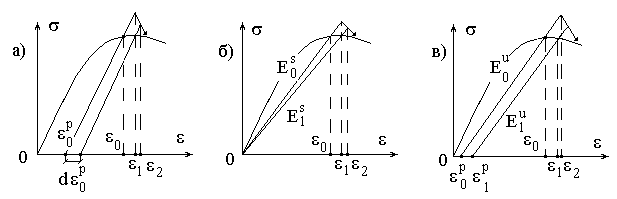 а)
σ
ε₀ᵖ
ε₀
ε
0
dε₀ᵖ
ε₁
ε₂
б)
σ
E₀ˢ
E₁ˢ
ε₀
ε
0
ε₁
ε₂
в)
σ
E₀ᵘ
E₁ᵘ
ε₀
ε
0
ε₀ᵖ
ε₁ᵖ
ε₁
ε₂